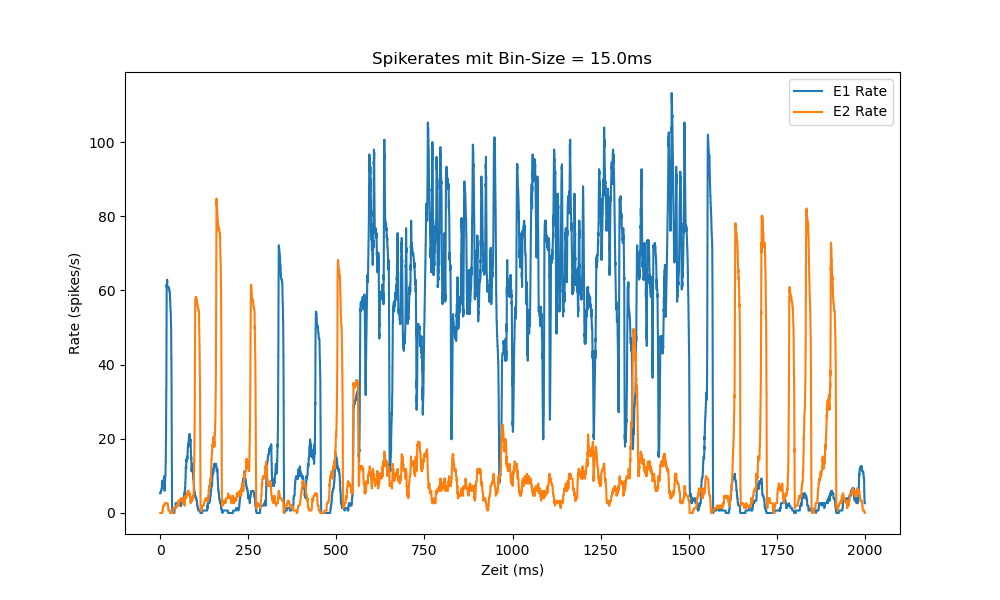 Spikerates mit Bin-Size = 15.0ms
E1 Rate
E2 Rate
Rate (spikes/s)
100
80
60
40
20
0
0 250 500 750 1000 1250 1500 1750 2000
Zeit (ms)